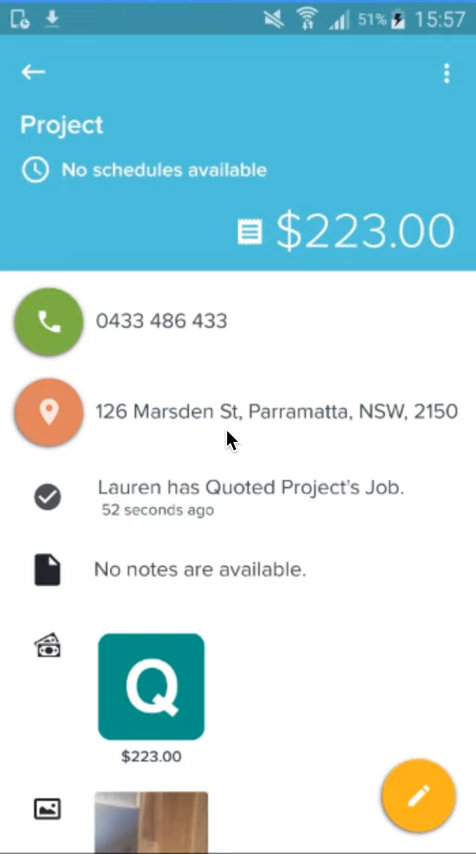 51% 15:57
Project
No schedules available
$223.00
0433 486 433
126 Marsden St, Parramatta, NSW, 2150
Lauren has Quoted Project's Job.
52 seconds ago
No notes are available.
Q
$223.00